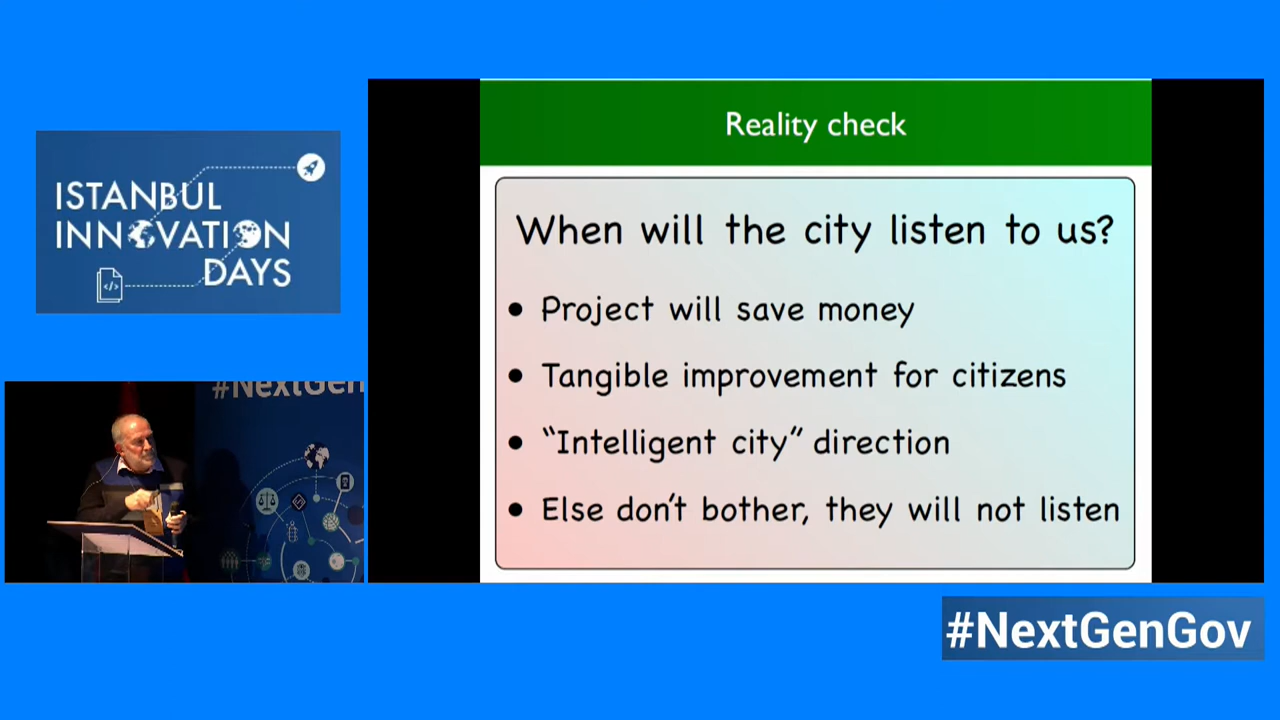 Reality check
When will the city listen to us?
• Project will save money
• Tangible improvement for citizens
• “Intelligent city” direction
• Else don't bother, they will not listen
ISTANBUL
INNOVATION
DAYS
</>
#NextGen
#NextGenGov